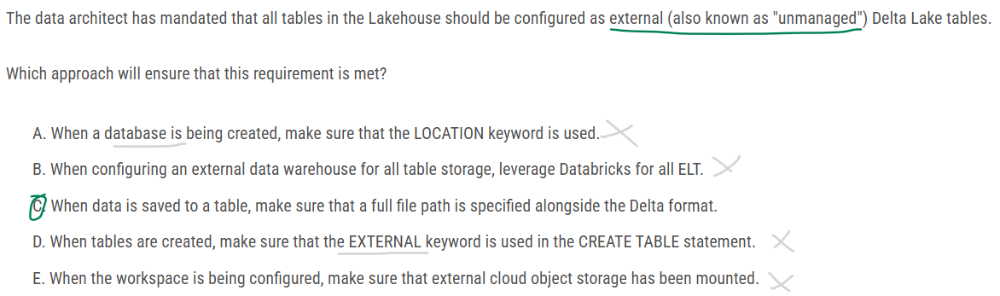 The data architect has mandated that all tables in the Lakehouse should be configured as external (also known as "unmanaged") Delta Lake tables.
Which approach will ensure that this requirement is met?
A. When a database is being created, make sure that the LOCATION keyword is used.
B. When configuring an external data warehouse for all table storage, leverage Databricks for all ELT.
C. When data is saved to a table, make sure that a full file path is specified alongside the Delta format.
D. When tables are created, make sure that the EXTERNAL keyword is used in the CREATE TABLE statement.
E. When the workspace is being configured, make sure that external cloud object storage has been mounted.